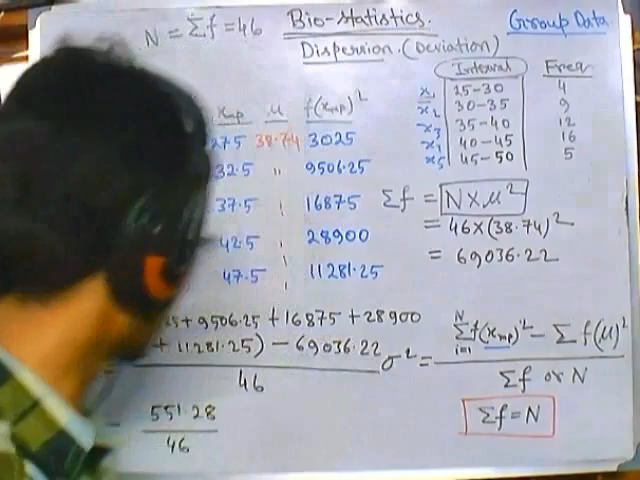 N = Σf = 46
Bio-statistics.
Group Data
Dispersion. (Deviation)
Interval Freq
x₁ 25-30 4
x₂ 30-35 9
x₃ 35-40 12
x₁ 40-45 16
x₅ 45-50 5
xmp μ f(xmp)²
27.5 38.74 3025
32.5 " 9506.25
37.5 16875
42.5 28900
47.5 11281.25
Σf = N×μ²
= 46×(38.74)²
= 69036.22
25+9506.25+16875+28900
+11281.25) - 69036.22
46
σ² = Σf(xmp)² - Σf(μ)²
N
i=1
Σf or N
Σf = N
551.28
46